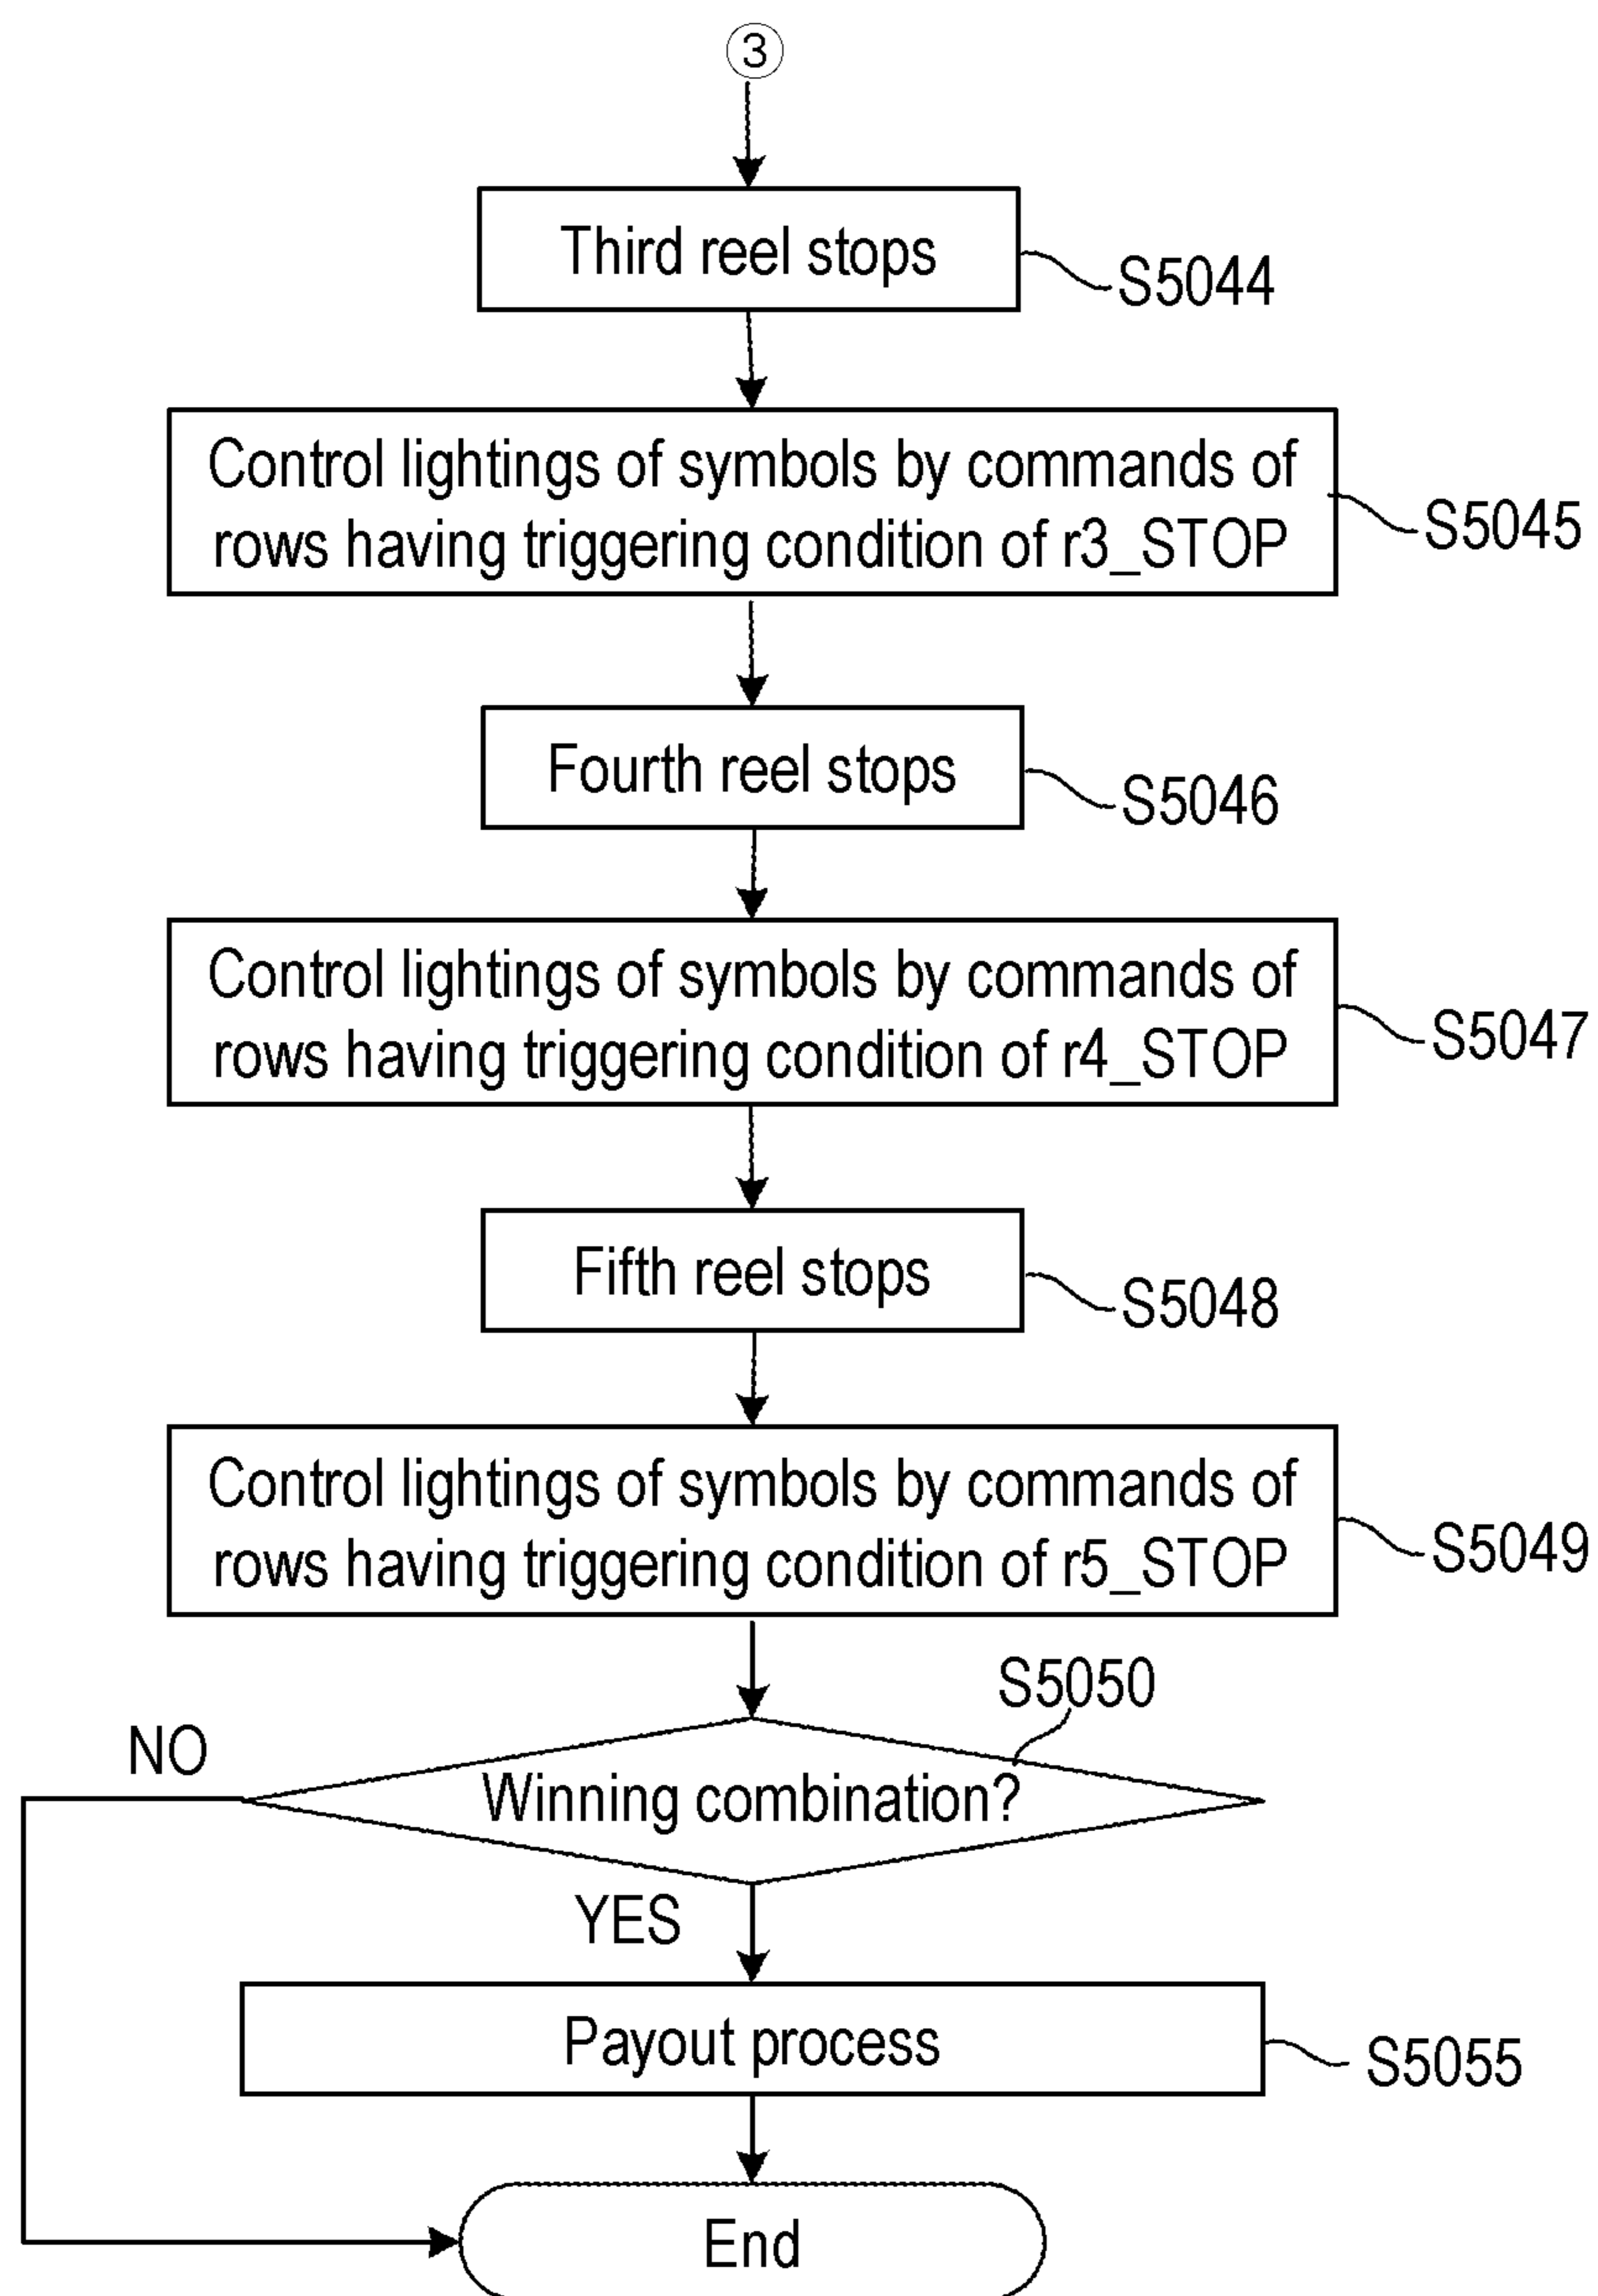 ③
Third reel stops
S5044
Control lightings of symbols by commands of
rows having triggering condition of r3_STOP
S5045
Fourth reel stops
S5046
Control lightings of symbols by commands of
rows having triggering condition of r4_STOP
S5047
Fifth reel stops
S5048
Control lightings of symbols by commands of
rows having triggering condition of r5_STOP
S5049
S5050
NO
Winning combination?
YES
Payout process
S5055
End